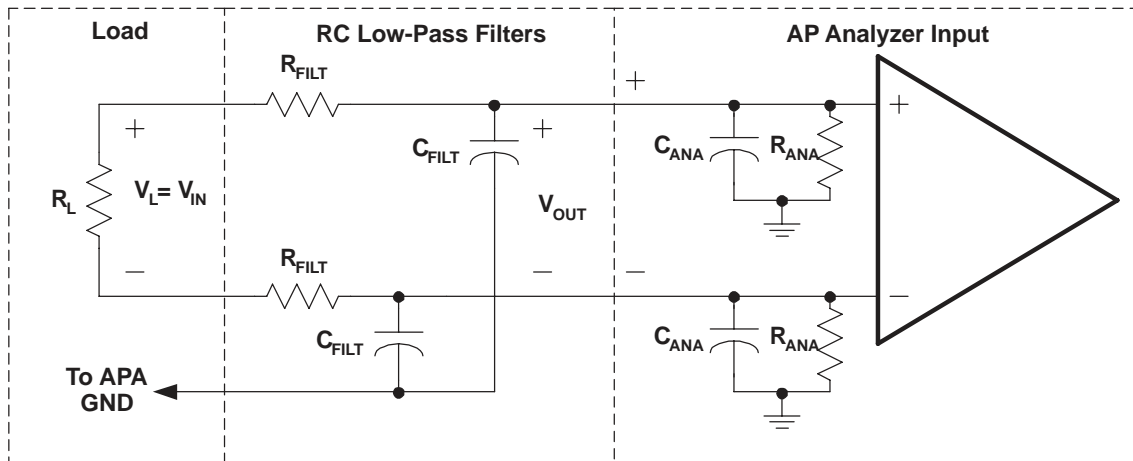 Load
RC Low-Pass Filters
AP Analyzer Input
R_FILT
+
+
+
+
C_FILT
C_ANA
R_ANA
R_L
V_L= V_IN
V_OUT
R_FILT
−
−
−
−
C_FILT
C_ANA
R_ANA
To APA
GND